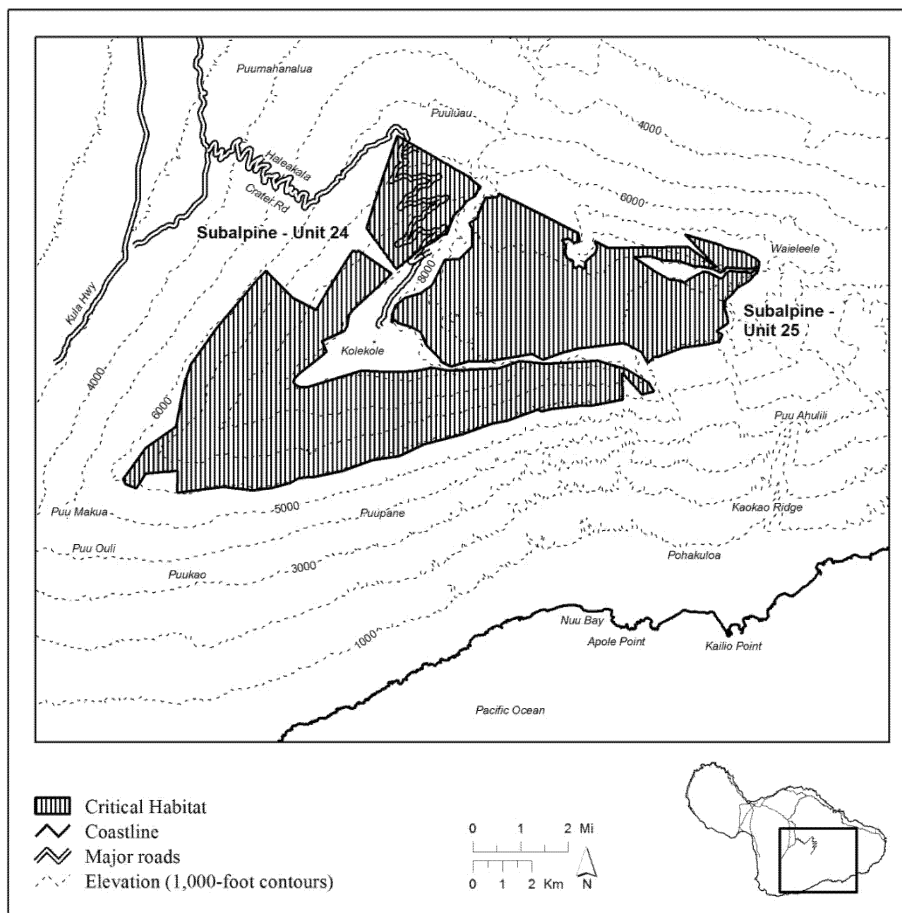 Puumahanalua
Puuluau
4000
Haleakala
Crater Rd
6000
Subalpine - Unit 24
Waieleele
8000
Kula Hwy
Subalpine -
Unit 25
Kolekole
4000
6000
Puu Ahulili
5000
Puu Makua
Puupane
Kaokao Ridge
Puu Ouli
3000
Pohakuloa
Puukao
1000
Nuu Bay
Apole Point
Kailio Point
Pacific Ocean
Critical Habitat
Coastline
Major roads
Elevation (1,000-foot contours)
0 1 2 Mi
0 1 2 Km
N